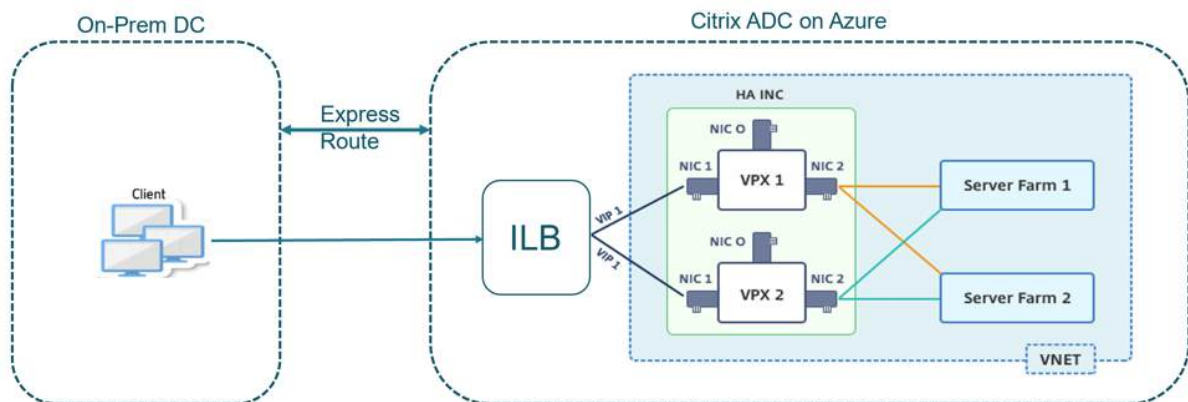 On-Prem DC
Citrix ADC on Azure
Express
Route
Client
ILB
VIP 1
VIP 1
HA INC
NIC O
NIC 1
VPX 1
NIC 2
NIC O
NIC 1
VPX 2
NIC 2
Server Farm 1
Server Farm 2
VNET